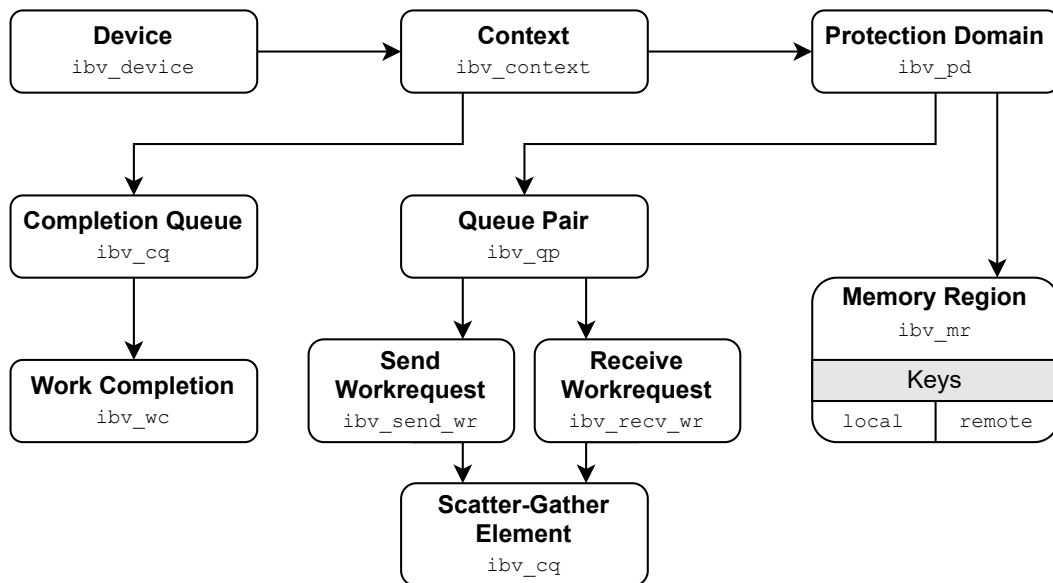 Device
ibv_device
Context
ibv_context
Protection Domain
ibv_pd
Completion Queue
ibv_cq
Queue Pair
ibv_qp
Memory Region
ibv_mr
Keys
local
remote
Work Completion
ibv_wc
Send
Workrequest
ibv_send_wr
Receive
Workrequest
ibv_recv_wr
Scatter-Gather
Element
ibv_cq